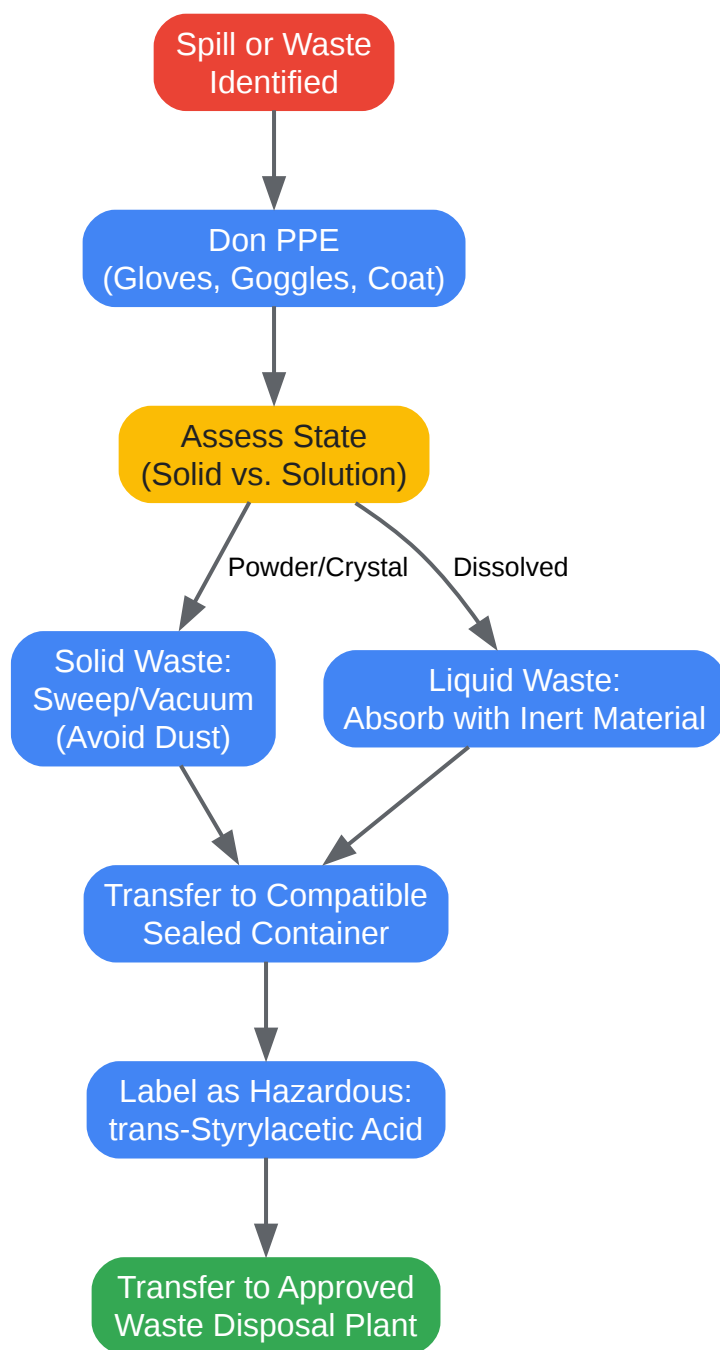 Spill or Waste
Identified
Don PPE
(Gloves, Goggles, Coat)
Assess State
(Solid vs. Solution)
Powder/Crystal
Dissolved
Solid Waste:
Sweep/Vacuum
(Avoid Dust)
Liquid Waste:
Absorb with Inert Material
Transfer to Compatible
Sealed Container
Label as Hazardous:
trans-Styrylacetic Acid
Transfer to Approved
Waste Disposal Plant